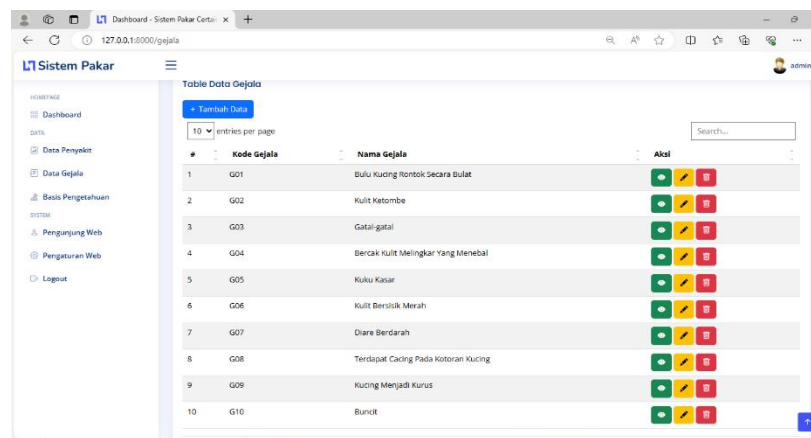 Dashboard - Sistem Pakar Certai
127.0.0.1:8000/gejala
Sistem Pakar
admin
HOMEPAGE
Dashboard
DATA
Data Penyakit
Data Gejala
Basis Pengetahuan
SYSTEM
Pengunjung Web
Pengaturan Web
Logout
Table Data Gejala
+ Tambah Data
10 entries per page
Search...
# Kode Gejala Nama Gejala Aksi
1 G01 Bulu Kucing Rontok Secara Bulat
2 G02 Kulit Ketombe
3 G03 Gatal-gatal
4 G04 Bercak Kulit Melingkar Yang Menebal
5 G05 Kuku Kasar
6 G06 Kulit Bersisik Merah
7 G07 Diare Berdarah
8 G08 Terdapat Cacing Pada Kotoran Kucing
9 G09 Kucing Menjadi Kurus
10 G10 Buncit